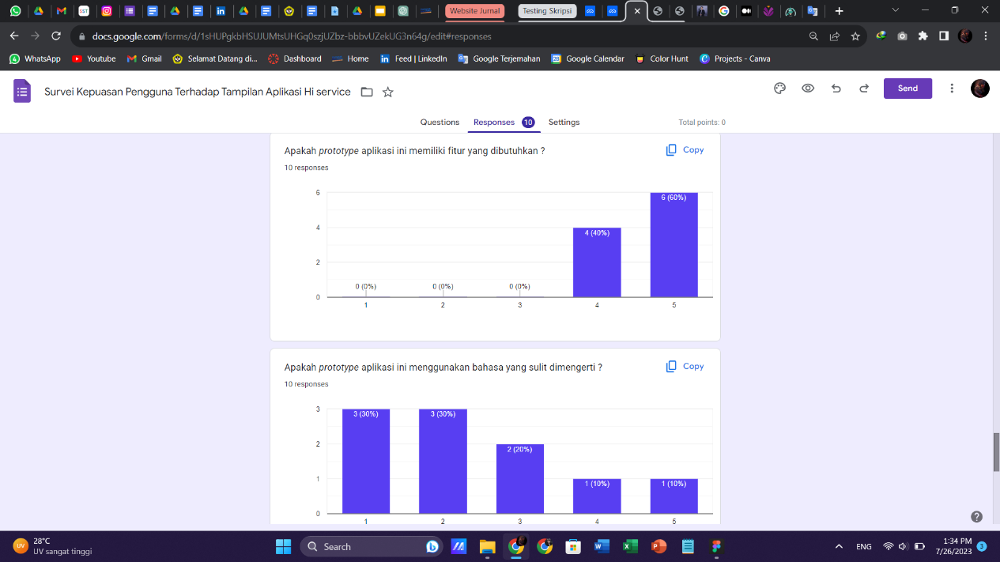 SST
Website Jurnal
Testing Skripsi
docs.google.com/forms/d/1sHUPgkbHSUJUMtsUHGq0szjUZbz-bbbvUZekUG3n64g/edit#responses
WhatsApp Youtube Gmail Selamat Datang di... Dashboard Home Feed | LinkedIn Google Terjemahan Google Calendar Color Hunt Projects - Canva
Survei Kepuasan Pengguna Terhadap Tampilan Aplikasi Hi service
Send
Questions Responses 10 Settings Total points: 0
Apakah prototype aplikasi ini memiliki fitur yang dibutuhkan ? Copy
10 responses
6
6 (60%)
4
4 (40%)
2
0 (0%) 0 (0%) 0 (0%)
0
1 2 3 4 5
Apakah prototype aplikasi ini menggunakan bahasa yang sulit dimengerti ? Copy
10 responses
3
3 (30%) 3 (30%)
2
2 (20%)
1
1 (10%) 1 (10%)
0
1 2 3 4 5
UV
28°C
UV sangat tinggi
Search
ENG
1:34 PM
7/26/2023
3